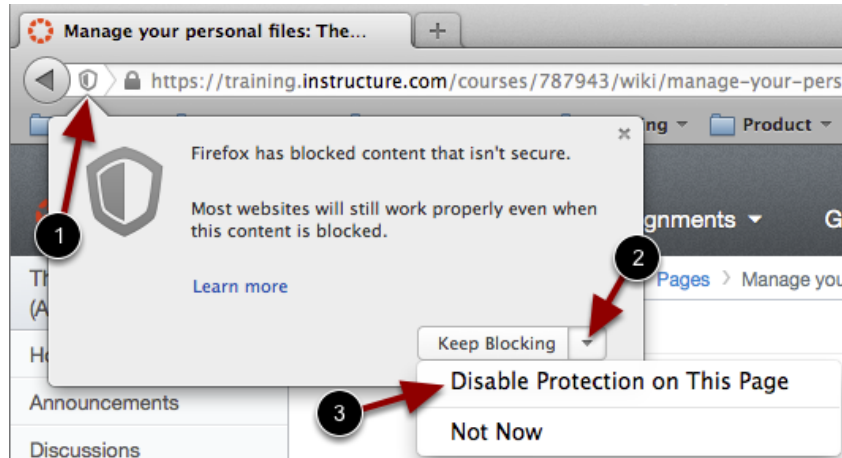 Manage your personal files: The...
https://training.instructure.com/courses/787943/wiki/manage-your-pers
Product
Firefox has blocked content that isn't secure.
Most websites will still work properly even when
this content is blocked.
Learn more
1
2
Pages > Manage you
Keep Blocking
Disable Protection on This Page
3
Not Now
Announcements
Discussions